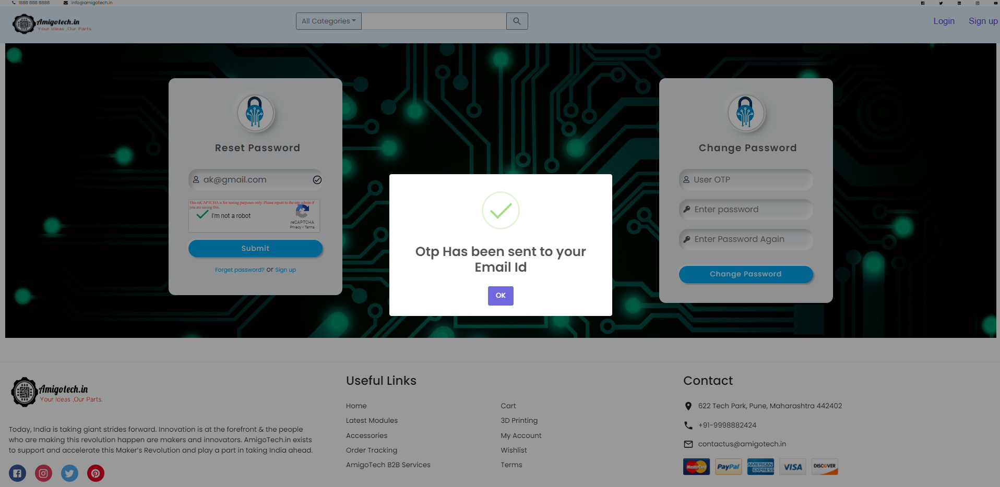 1888 888 8888
info@amigotech.in
Amigotech.in
Your Ideas ,Our Parts.
All Categories
Login
Sign up
Reset Password
ak@gmail.com
This reCAPTCHA is for testing purposes only. Please report to the site admin if
you are seeing this.
I'm not a robot
reCAPTCHA
Privacy - Terms
Submit
Forget password? or Sign up
Otp Has been sent to your
Email Id
OK
Change Password
User OTP
Enter password
Enter Password Again
Change Password
Amigotech.in
Your Ideas ,Our Parts.
Today, India is taking giant strides forward. Innovation is at the forefront & the people
who are making this revolution happen are makers and innovators. AmigoTech.in exists
to support and accelerate this Maker’s Revolution and play a part in taking India ahead.
Useful Links
Home
Latest Modules
Accessories
Order Tracking
AmigoTech B2B Services
Cart
3D Printing
My Account
Wishlist
Terms
Contact
622 Tech Park, Pune, Maharashtra 442402
+91-9998882424
contactus@amigotech.in
MasterCard
PayPal
AMERICAN
EXPRESS
VISA
DISCOVER